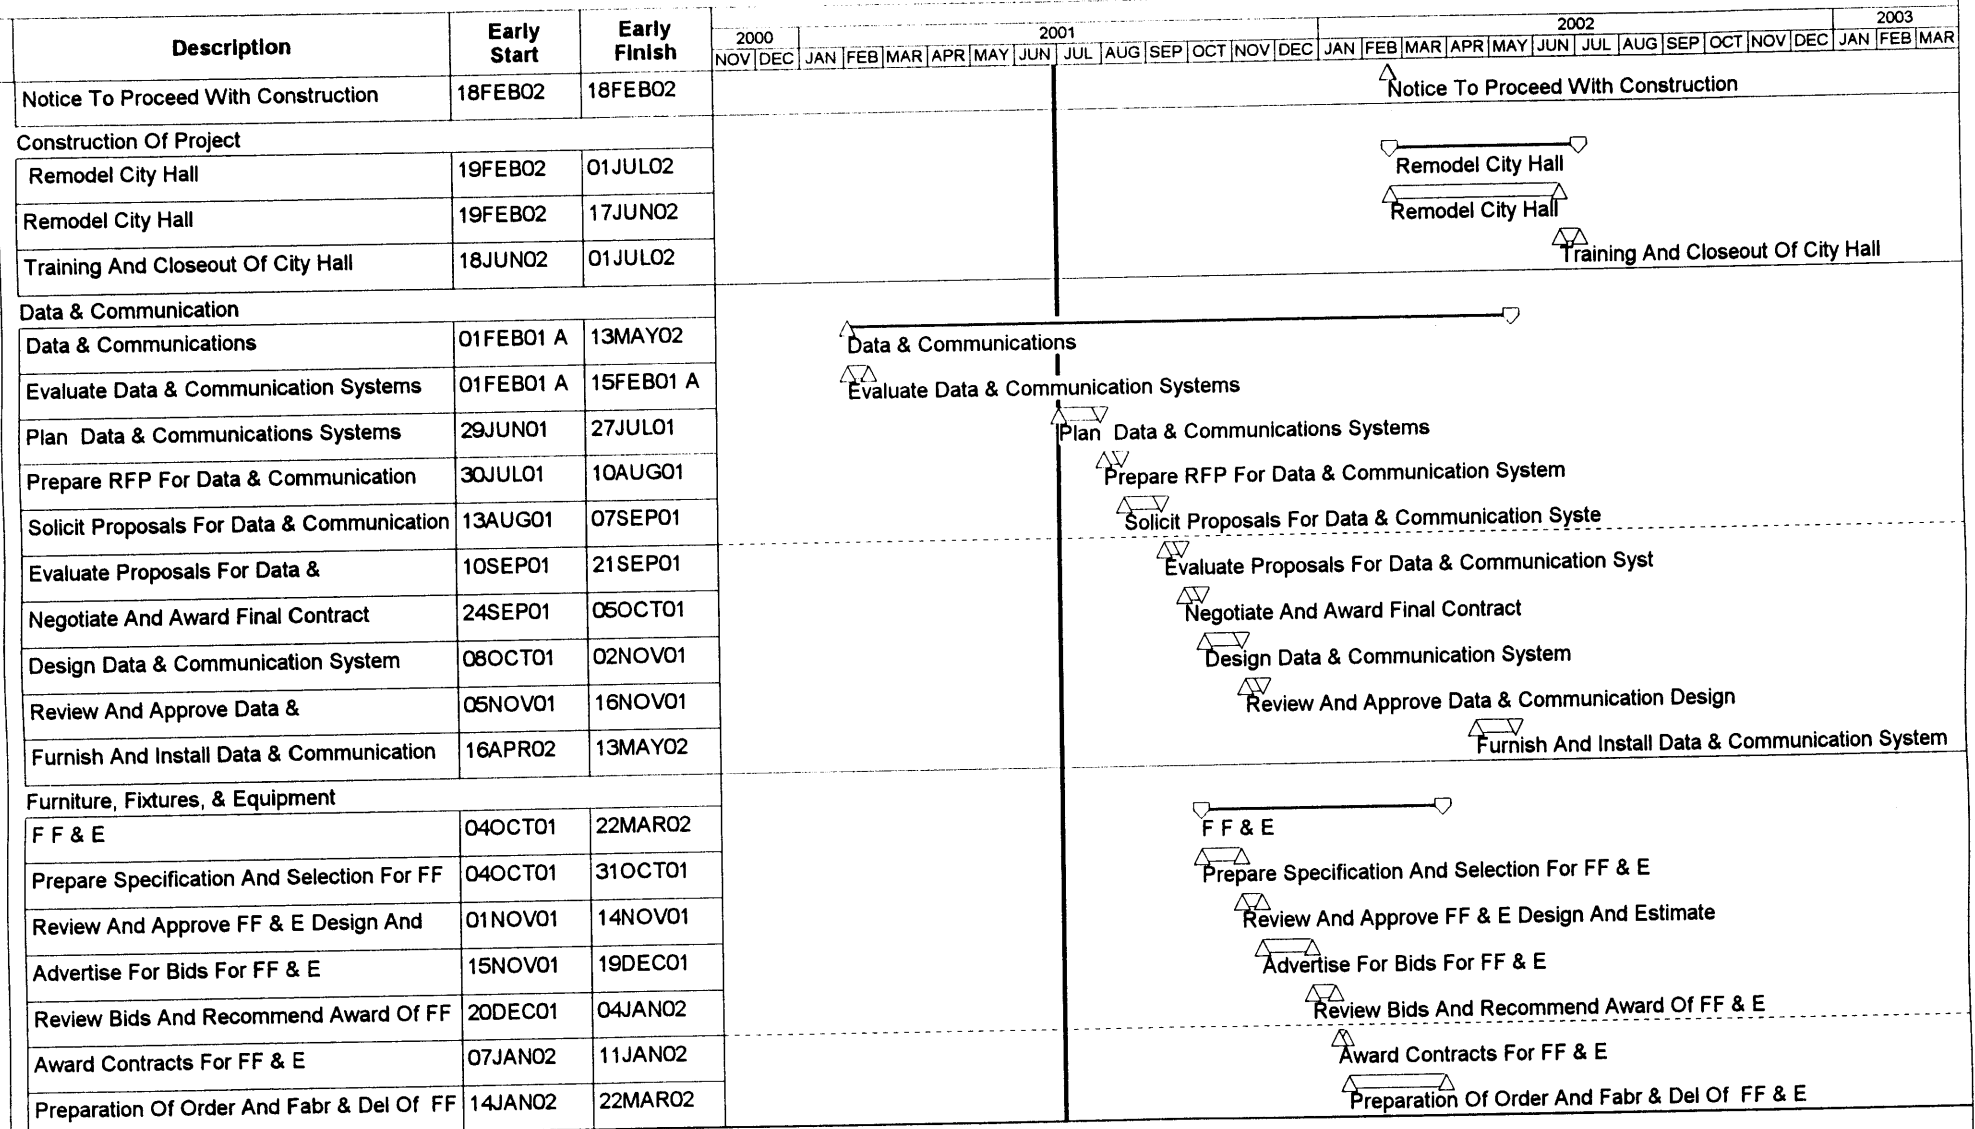 Description Early Start Early Finish
2000 2001 2002 2003
NOV DEC JAN FEB MAR APR MAY JUN JUL AUG SEP OCT NOV DEC JAN FEB MAR APR MAY JUN JUL AUG SEP OCT NOV DEC JAN FEB MAR
Notice To Proceed With Construction 18FEB02 18FEB02 Notice To Proceed With Construction
Construction Of Project
Remodel City Hall 19FEB02 01JUL02 Remodel City Hall
Remodel City Hall 19FEB02 17JUN02 Remodel City Hall
Training And Closeout Of City Hall 18JUN02 01JUL02 Training And Closeout Of City Hall
Data & Communication
Data & Communications 01FEB01 A 13MAY02 Data & Communications
Evaluate Data & Communication Systems 01FEB01 A 15FEB01 A Evaluate Data & Communication Systems
Plan Data & Communications Systems 29JUN01 27JUL01 Plan Data & Communications Systems
Prepare RFP For Data & Communication 30JUL01 10AUG01 Prepare RFP For Data & Communication System
Solicit Proposals For Data & Communication 13AUG01 07SEP01 Solicit Proposals For Data & Communication Syste
Evaluate Proposals For Data & 10SEP01 21SEP01 Evaluate Proposals For Data & Communication Syst
Negotiate And Award Final Contract 24SEP01 05OCT01 Negotiate And Award Final Contract
Design Data & Communication System 08OCT01 02NOV01 Design Data & Communication System
Review And Approve Data & 05NOV01 16NOV01 Review And Approve Data & Communication Design
Furnish And Install Data & Communication 16APR02 13MAY02 Furnish And Install Data & Communication System
Furniture, Fixtures, & Equipment
F F & E 04OCT01 22MAR02 F F & E
Prepare Specification And Selection For FF 04OCT01 31OCT01 Prepare Specification And Selection For FF & E
Review And Approve FF & E Design And 01NOV01 14NOV01 Review And Approve FF & E Design And Estimate
Advertise For Bids For FF & E 15NOV01 19DEC01 Advertise For Bids For FF & E
Review Bids And Recommend Award Of FF 20DEC01 04JAN02 Review Bids And Recommend Award Of FF & E
Award Contracts For FF & E 07JAN02 11JAN02 Award Contracts For FF & E
Preparation Of Order And Fabr & Del Of FF 14JAN02 22MAR02 Preparation Of Order And Fabr & Del Of FF & E